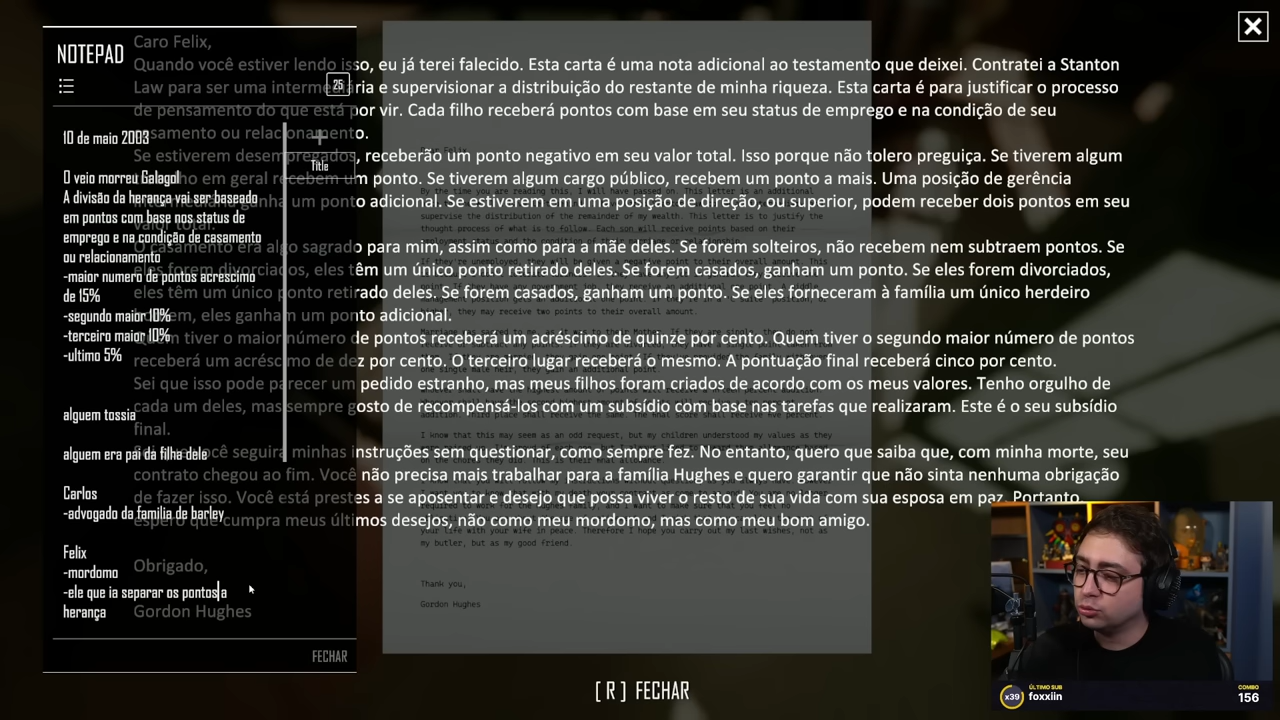 NOTEPAD
25
10 de maio 2003
O veio morreu Galagol
A divisão da herança vai ser baseado
em pontos com base nos status de
emprego e na condição de casamento
ou relacionamento
-maior numero de pontos acrescimo
de 15%
-segundo maior 10%
-terceiro maior 10%
-ultimo 5%
alguem tossia
alguem era pai da filha dele
Carlos
-advogada da familia de barley
Felix
-mordomo
-ele que ia separar os pontos a
herança
FECHAR
Title
Caro Felix,
Quando você estiver lendo isso, eu já terei falecido. Esta carta é uma nota adicional ao testamento que deixei. Contratei a Stanton
Law para ser uma intermediária e supervisionar a distribuição do restante de minha riqueza. Esta carta é para justificar o processo
de pensamento do que está por vir. Cada filho receberá pontos com base em seu status de emprego e na condição de seu
casamento ou relacionamento.
Se estiverem desempregados, receberão um ponto negativo em seu valor total. Isso porque não tolero preguiça. Se tiverem algum
trabalho em geral recebem um ponto. Se tiverem algum cargo público, recebem um ponto a mais. Uma posição de gerência
ganha um ponto adicional. Se estiverem em uma posição de direção, ou superior, podem receber dois pontos em seu
valor total.
O casamento era algo sagrado para mim, assim como para a mãe deles. Se forem solteiros, não recebem nem subtraem pontos. Se
eles forem divorciados, eles têm um único ponto retirado deles. Se forem casados, ganham um ponto. Se eles forem divorciados,
eles têm um único ponto retirado deles. Se forem casados, ganham um ponto. Se eles forneceram à família um único herdeiro
homem, eles ganham um ponto adicional.
Quem tiver o maior número de pontos receberá um acréscimo de quinze por cento. Quem tiver o segundo maior número de pontos
receberá um acréscimo de dez por cento. O terceiro lugar receberá o mesmo. A pontuação final receberá cinco por cento.
Sei que isso pode parecer um pedido estranho, mas meus filhos foram criados de acordo com os meus valores. Tenho orgulho de
cada um deles, mas sempre gosto de recompensá-los com um subsídio com base nas tarefas que realizaram. Este é o seu subsídio
final.
você seguirá minhas instruções sem questionar, como sempre fez. No entanto, quero que saiba que, com minha morte, seu
contrato chegou ao fim. Você não precisa mais trabalhar para a família Hughes e quero garantir que não sinta nenhuma obrigação
de fazer isso. Você está prestes a se aposentar e desejo que possa viver o resto de sua vida com sua esposa em paz. Portanto,
espero que cumpra meus últimos desejos, não como meu mordomo, mas como meu bom amigo.
Obrigado,
Gordon Hughes
my butler, but as my good friend.
Thank you,
Gordon Hughes
[ R ] FECHAR
x39
ÚLTIMO SUB
foxxiin
COMBO
156